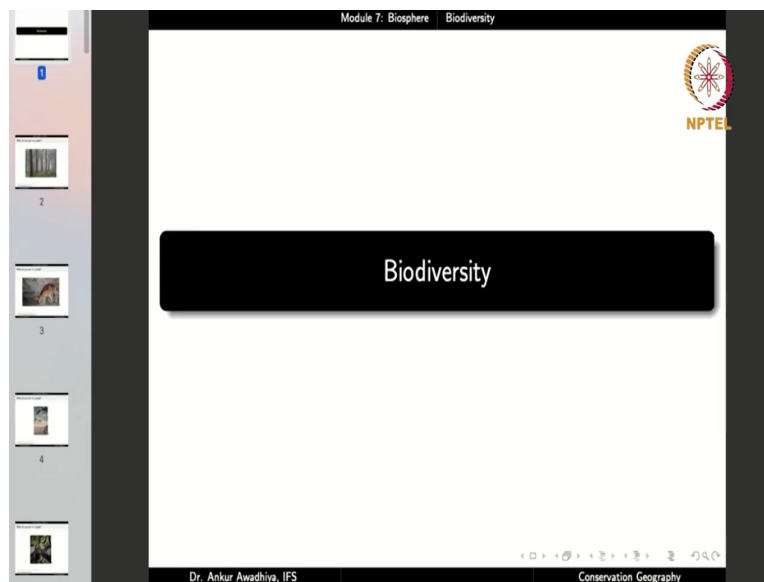 Module 7: Biosphere Biodiversity
NPTEL
Biodiversity
1
2
3
4
Dr. Ankur Awadhiya, IFS Conservation Geography